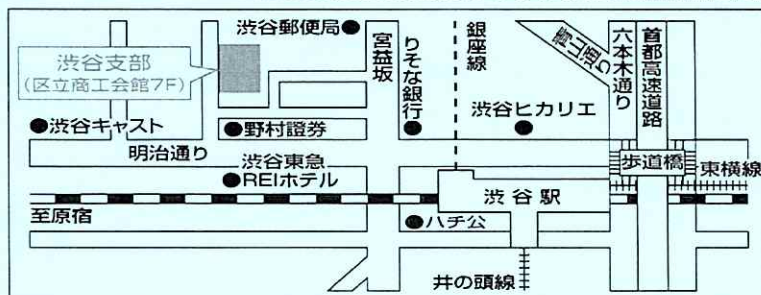 渋谷郵便局
渋谷支部
(区立商工会館7F)
宮益坂
りそな銀行
銀座線
青山通り
六本木通り
首都高速道路
渋谷キャスト
野村證券
渋谷ヒカリエ
明治通り
渋谷東急
REIホテル
歩道橋
東横線
渋谷駅
至原宿
ハチ公
井の頭線